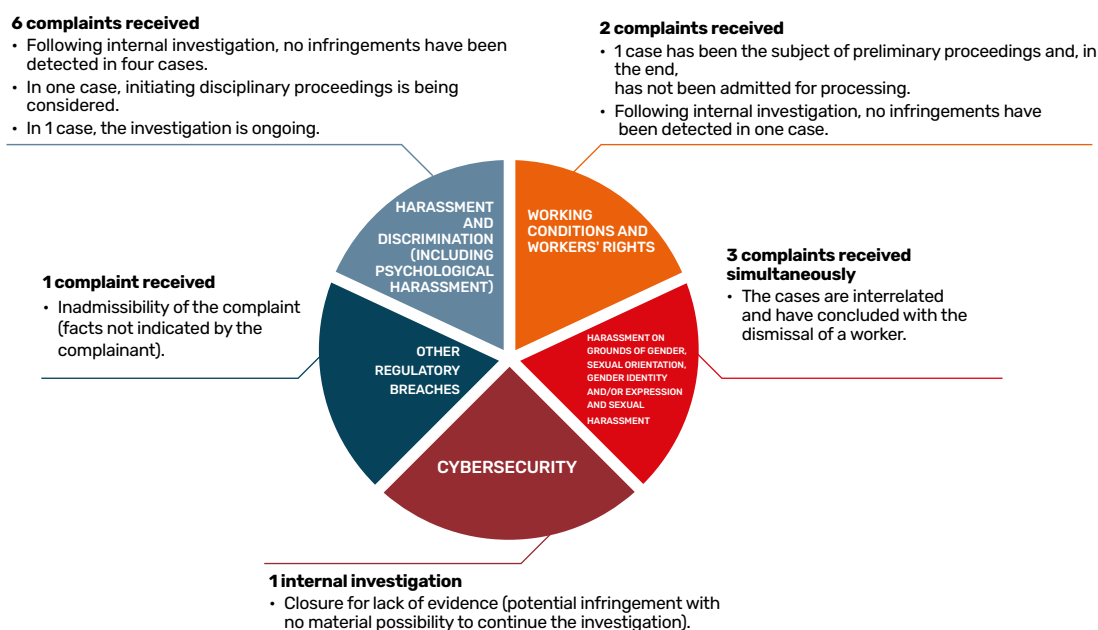 6 complaints received
• Following internal investigation, no infringements have been
detected in four cases.
• In one case, initiating disciplinary proceedings is being
considered.
• In 1 case, the investigation is ongoing.
2 complaints received
• 1 case has been the subject of preliminary proceedings and, in
the end,
has not been admitted for processing.
• Following internal investigation, no infringements have
been detected in one case.
HARASSMENT
AND
DISCRIMINATION
(INCLUDING
PSYCHOLOGICAL
HARASSMENT)
WORKING
CONDITIONS AND
WORKERS' RIGHTS
1 complaint received
• Inadmissibility of the complaint
(facts not indicated by the
complainant).
3 complaints received
simultaneously
• The cases are interrelated
and have concluded with the
dismissal of a worker.
OTHER
REGULATORY
BREACHES
HARASSMENT ON
GROUNDS OF GENDER,
SEXUAL ORIENTATION,
GENDER IDENTITY
AND/OR EXPRESSION
AND SEXUAL
HARASSMENT
CYBERSECURITY
1 internal investigation
• Closure for lack of evidence (potential infringement with
no material possibility to continue the investigation).